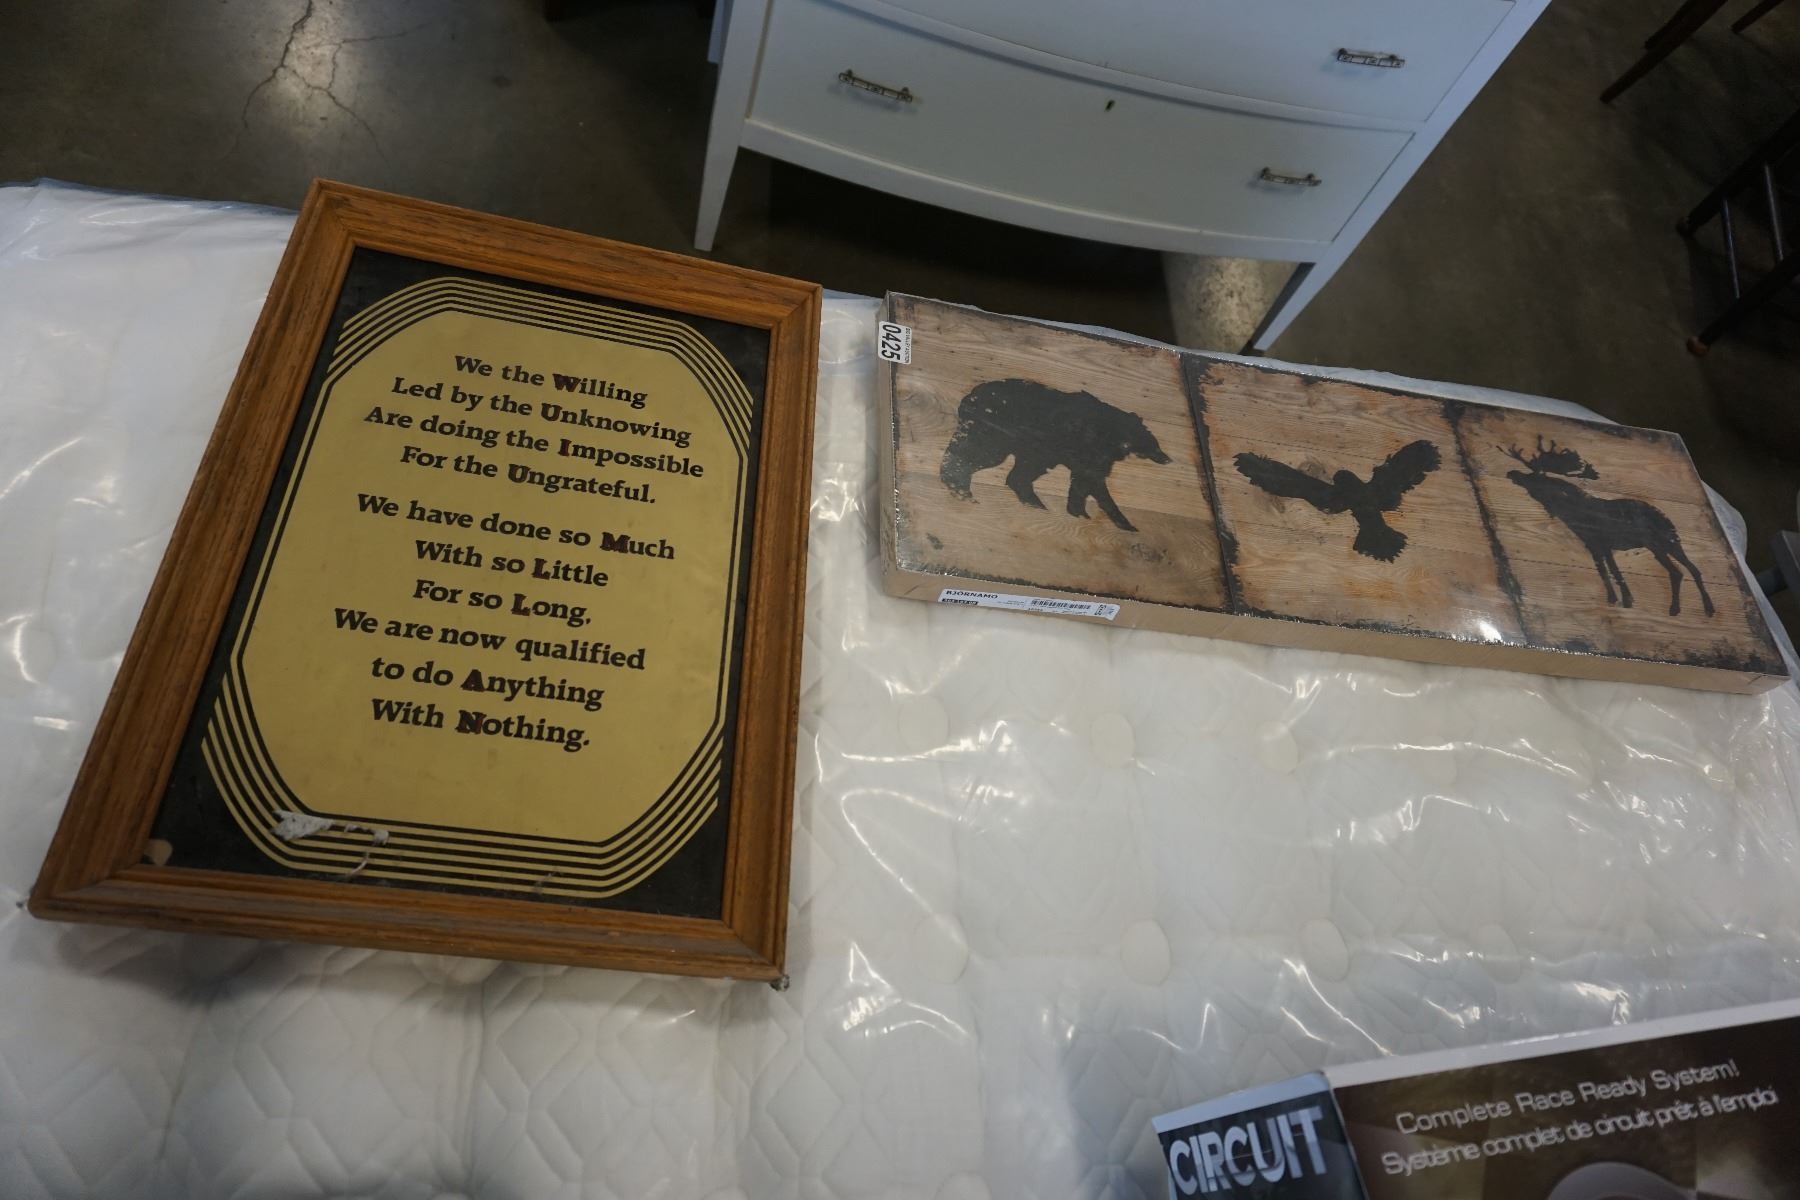 We the Willing
Led by the Unknowing
Are doing the Impossible
For the Ungrateful.
We have done so Much
With so Little
For so Long,
We are now qualified
to do Anything
With Nothing.
0425
BJÖRNAMO
CIRCUIT
Complete Race Ready System!
Système complet de circuit prêt à l'emploi